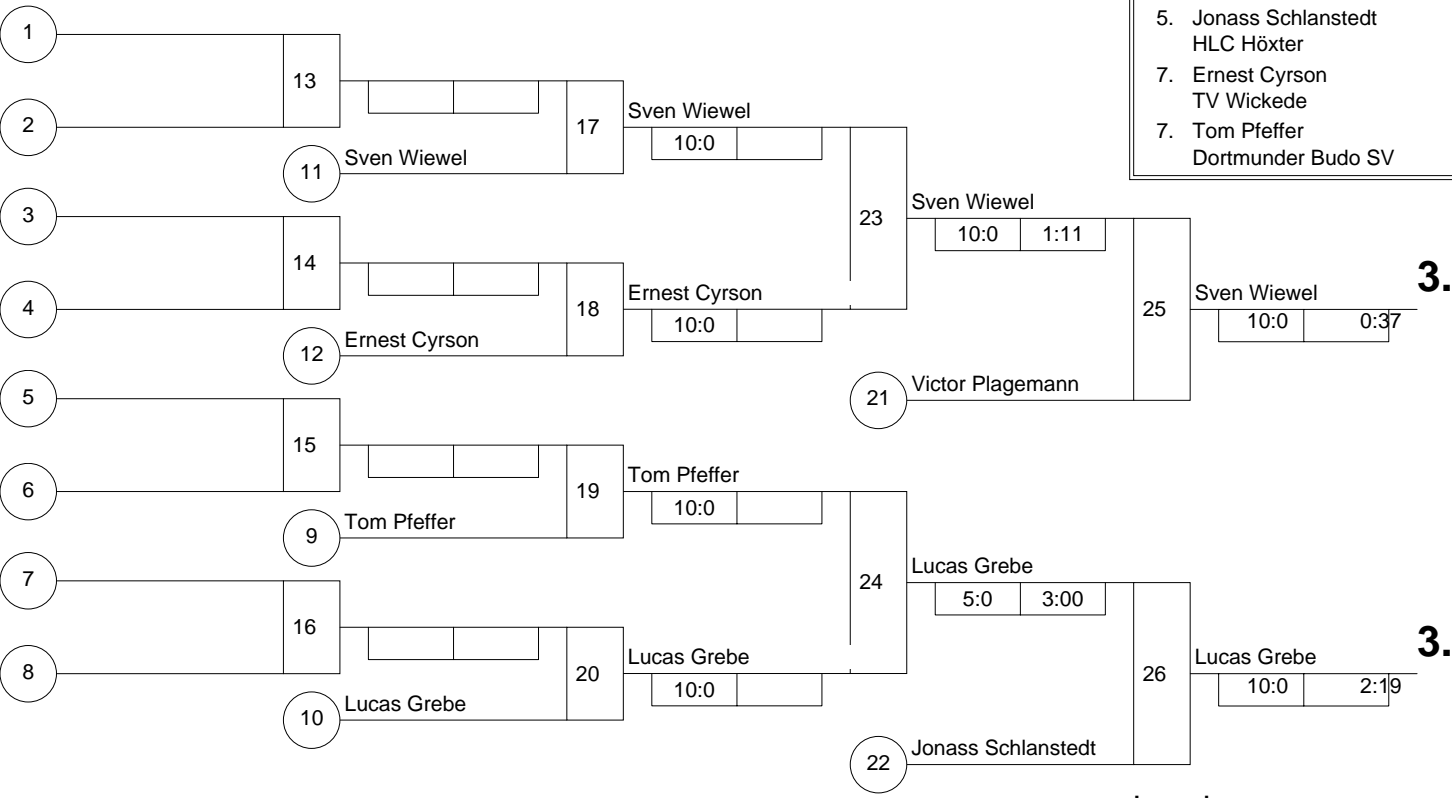 5. Jonass Schlanstedt
HLC Höxter
7. Ernest Cyrson
TV Wickede
7. Tom Pfeffer
Dortmunder Budo SV
1
13
2
17
Sven Wiewel
10:0
11
Sven Wiewel
3
14
4
18
Ernest Cyrson
10:0
12
Ernest Cyrson
23
Sven Wiewel
10:0 1:11
25
Sven Wiewel
10:0 0:37
3.
21
Victor Plagemann
5
15
6
19
Tom Pfeffer
10:0
9
Tom Pfeffer
7
16
8
20
Lucas Grebe
10:0
10
Lucas Grebe
24
Lucas Grebe
5:0 3:00
26
Lucas Grebe
10:0 2:19
3.
22
Jonass Schlanstedt